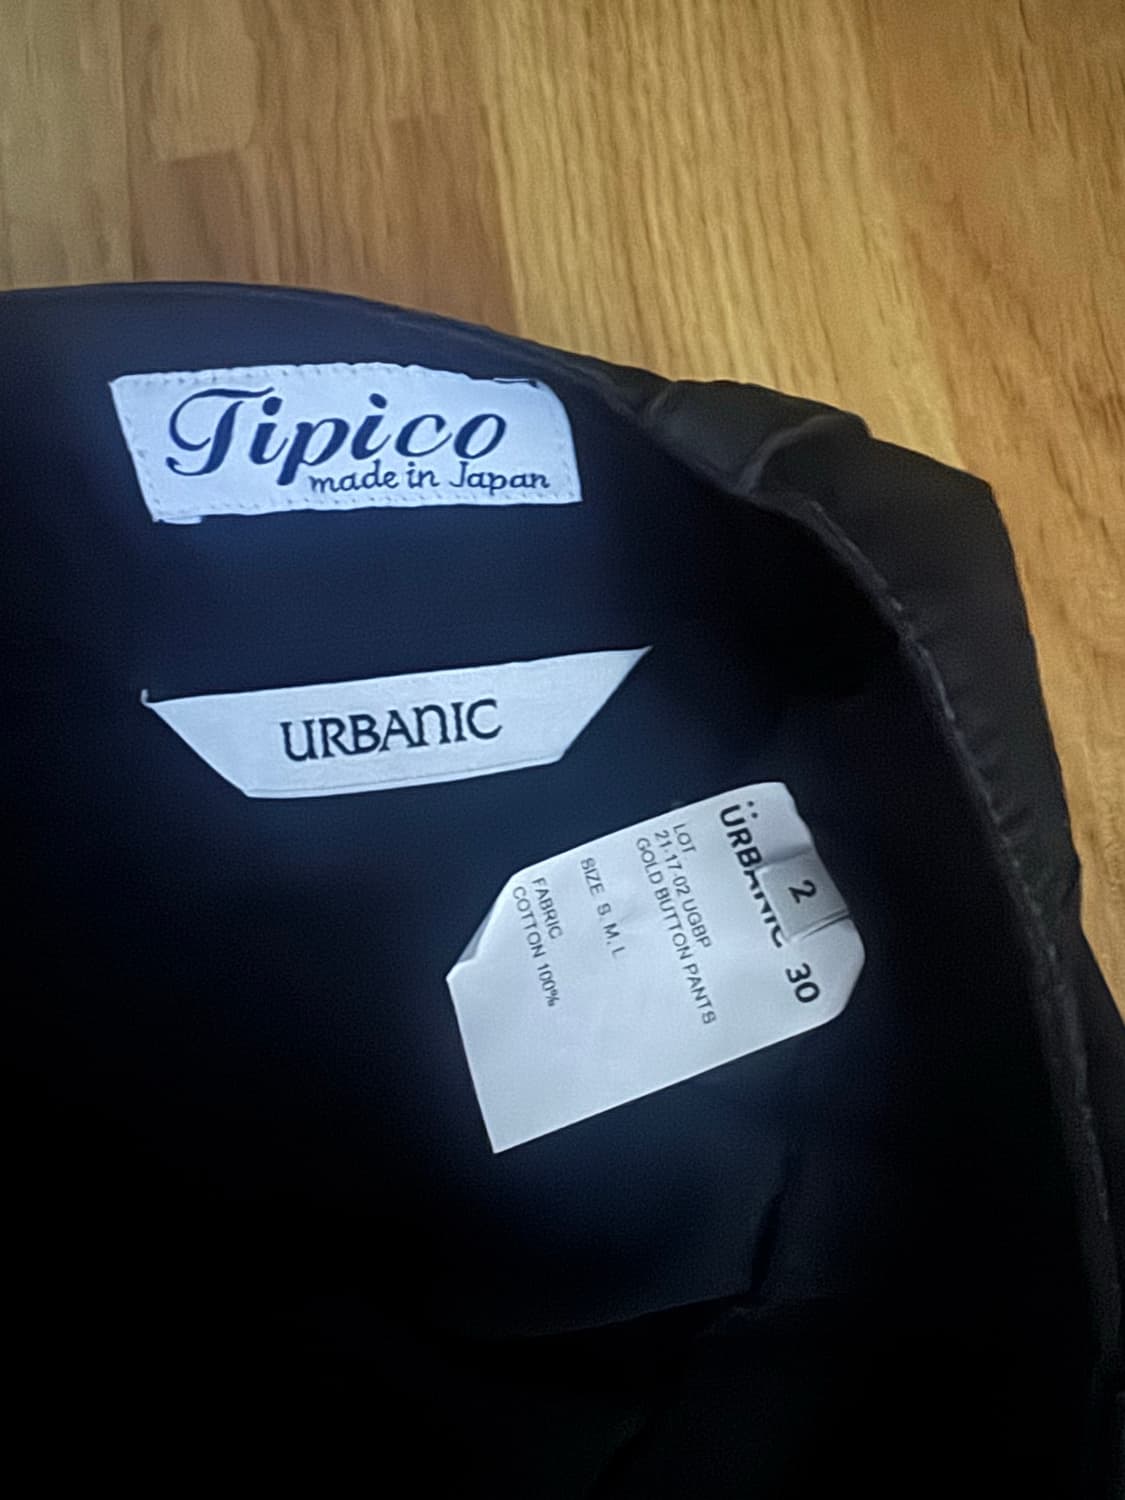 Tipico
made in Japan
URBANIC
ÜRBANIC 30
2
LOT
21-17-02 UGBP
GOLD BUTTON PANTS
SIZE S. M. L
FABRIC
COTTON 100%